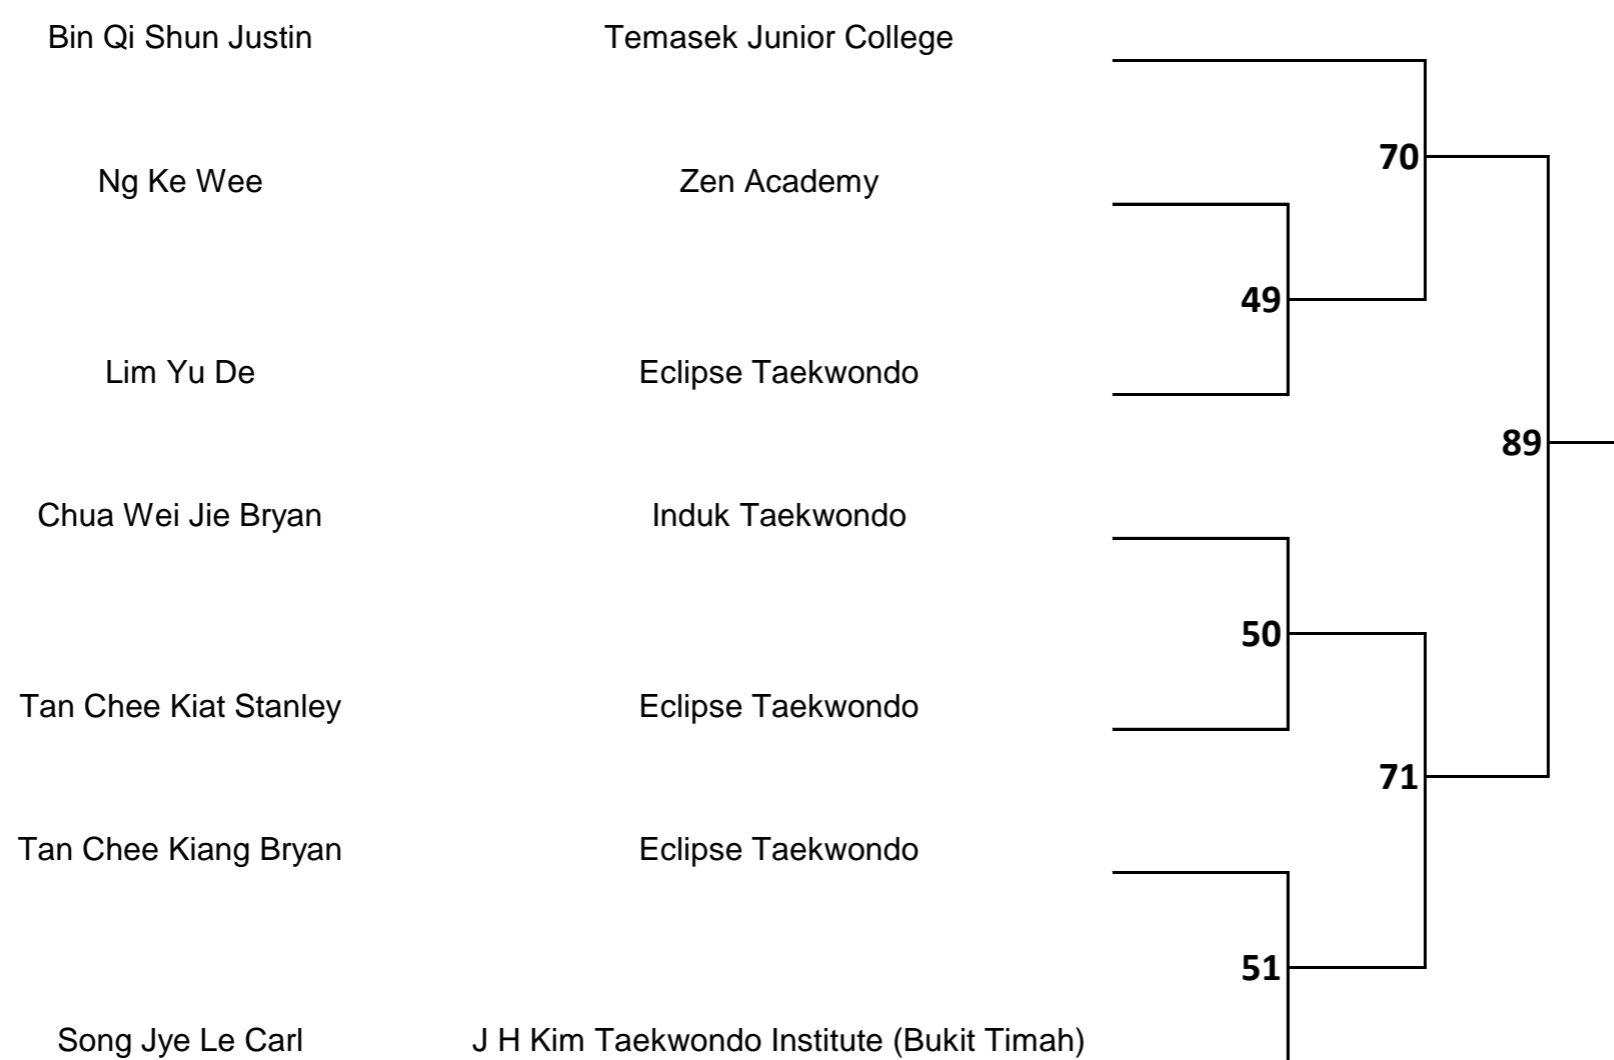 Bin Qi Shun Justin Temasek Junior College
70
Ng Ke Wee Zen Academy
49
Lim Yu De Eclipse Taekwondo
89
Chua Wei Jie Bryan Induk Taekwondo
50
Tan Chee Kiat Stanley Eclipse Taekwondo
71
Tan Chee Kiang Bryan Eclipse Taekwondo
51
Song Jye Le Carl J H Kim Taekwondo Institute (Bukit Timah)